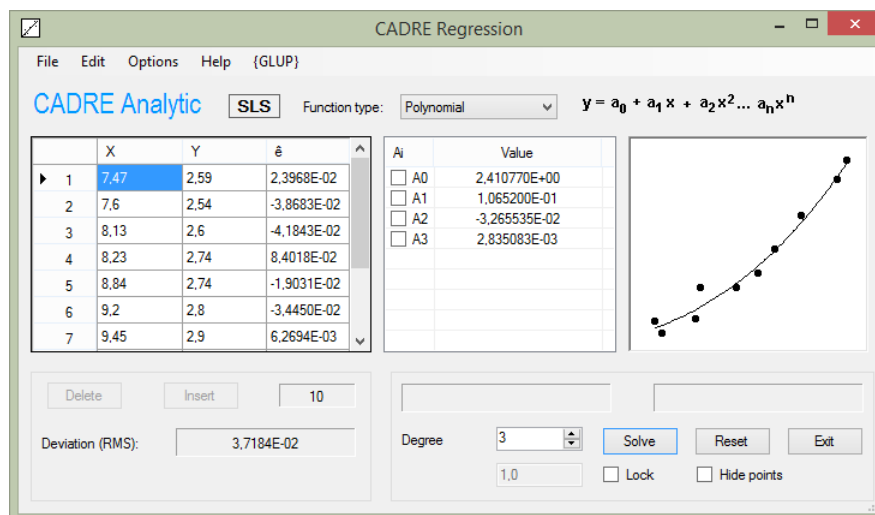 CADRE Regression
File Edit Options Help {GLUP}
CADRE Analytic SLS Function type: Polynomial y = a0 + a1 x + a2 x2... an xn
X Y ê
1 7,47 2,59 2,3968E-02
2 7,6 2,54 -3,8683E-02
3 8,13 2,6 -4,1843E-02
4 8,23 2,74 8,4018E-02
5 8,84 2,74 -1,9031E-02
6 9,2 2,8 -3,4450E-02
7 9,45 2,9 6,2694E-03
Ai Value
A0 2,410770E+00
A1 1,065200E-01
A2 -3,265535E-02
A3 2,835083E-03
Delete Insert 10
Deviation (RMS): 3,7184E-02
Degree 3 Solve Reset Exit
1,0 Lock Hide points